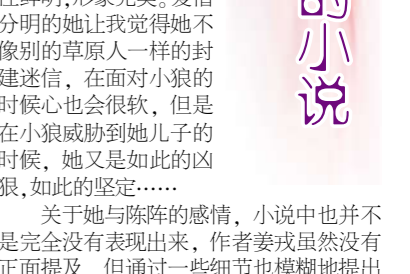 性鲜明,形象完美。爱憎
分明的她让我觉得她不
像别的草原人一样的封
建迷信，在面对小狼的
时候心也会很软，但是
在小狼威胁到她儿子的
时候，她又是如此的凶
狠,如此的坚定……
关于她与陈阵的感情，小说中也并不
是完全没有表现出来，作者姜戎虽然没有
正面提及，但通过一些细节也模糊地提出
的小说